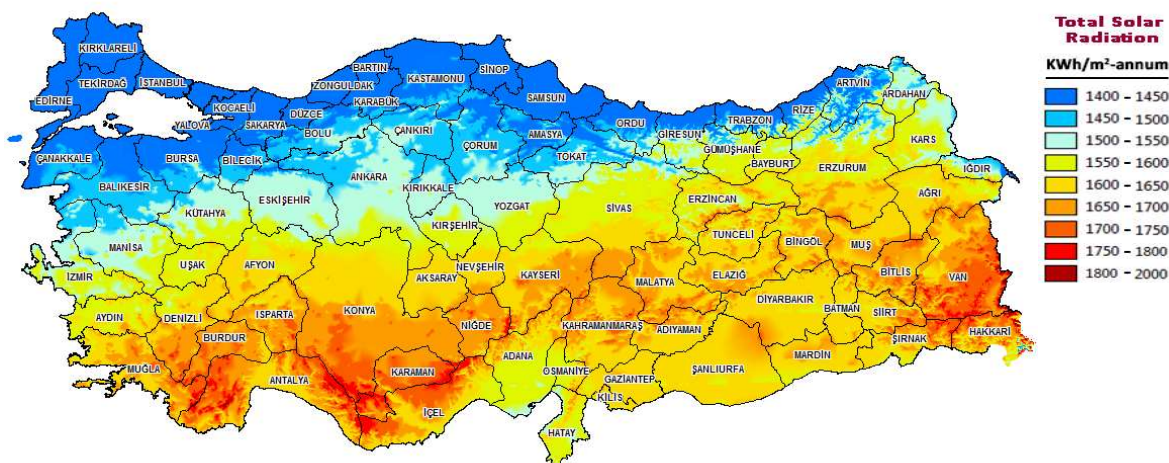 Total Solar
Radiation
KWh/m²-annum
1400 - 1450
1450 - 1500
1500 - 1550
1550 - 1600
1600 - 1650
1650 - 1700
1700 - 1750
1750 - 1800
1800 - 2000
KIRKLARELİ
TEKİRDAĞ
İSTANBUL
EDİRNE
KOCAELİ
YALOVA
SAKARYA
DÜZCE
BOLU
ZONGULDAK
BARTIN
KARABÜK
KASTAMONU
SİNOP
SAMSUN
ORDU
GİRESUN
TRABZON
RİZE
ARTVİN
ARDAHAN
ÇANAKKALE
BURSA
BİLECİK
ÇANKIRI
ÇORUM
AMASYA
TOKAT
GÜMÜŞHANE
BAYBURT
ERZURUM
KARS
IĞDIR
BALIKESİR
KÜTAHYA
ESKİŞEHİR
ANKARA
KIRIKKALE
YOZGAT
SİVAS
ERZİNCAN
AĞRI
MANİSA
UŞAK
AFYON
KIRŞEHİR
NEVŞEHİR
AKSARAY
KAYSERİ
MALATYA
TUNCELİ
ELAZIĞ
BİNGÖL
MUŞ
BİTLİS
VAN
İZMİR
AYDIN
DENİZLİ
ISPARTA
BURDUR
KONYA
NİĞDE
KAHRAMANMARAŞ
ADIYAMAN
DİYARBAKIR
BATMAN
SİİRT
ŞIRNAK
HAKKARİ
MUĞLA
ANTALYA
KARAMAN
İÇEL
ADANA
OSMANİYE
GAZİANTEP
KİLİS
ŞANLIURFA
MARDİN
HATAY